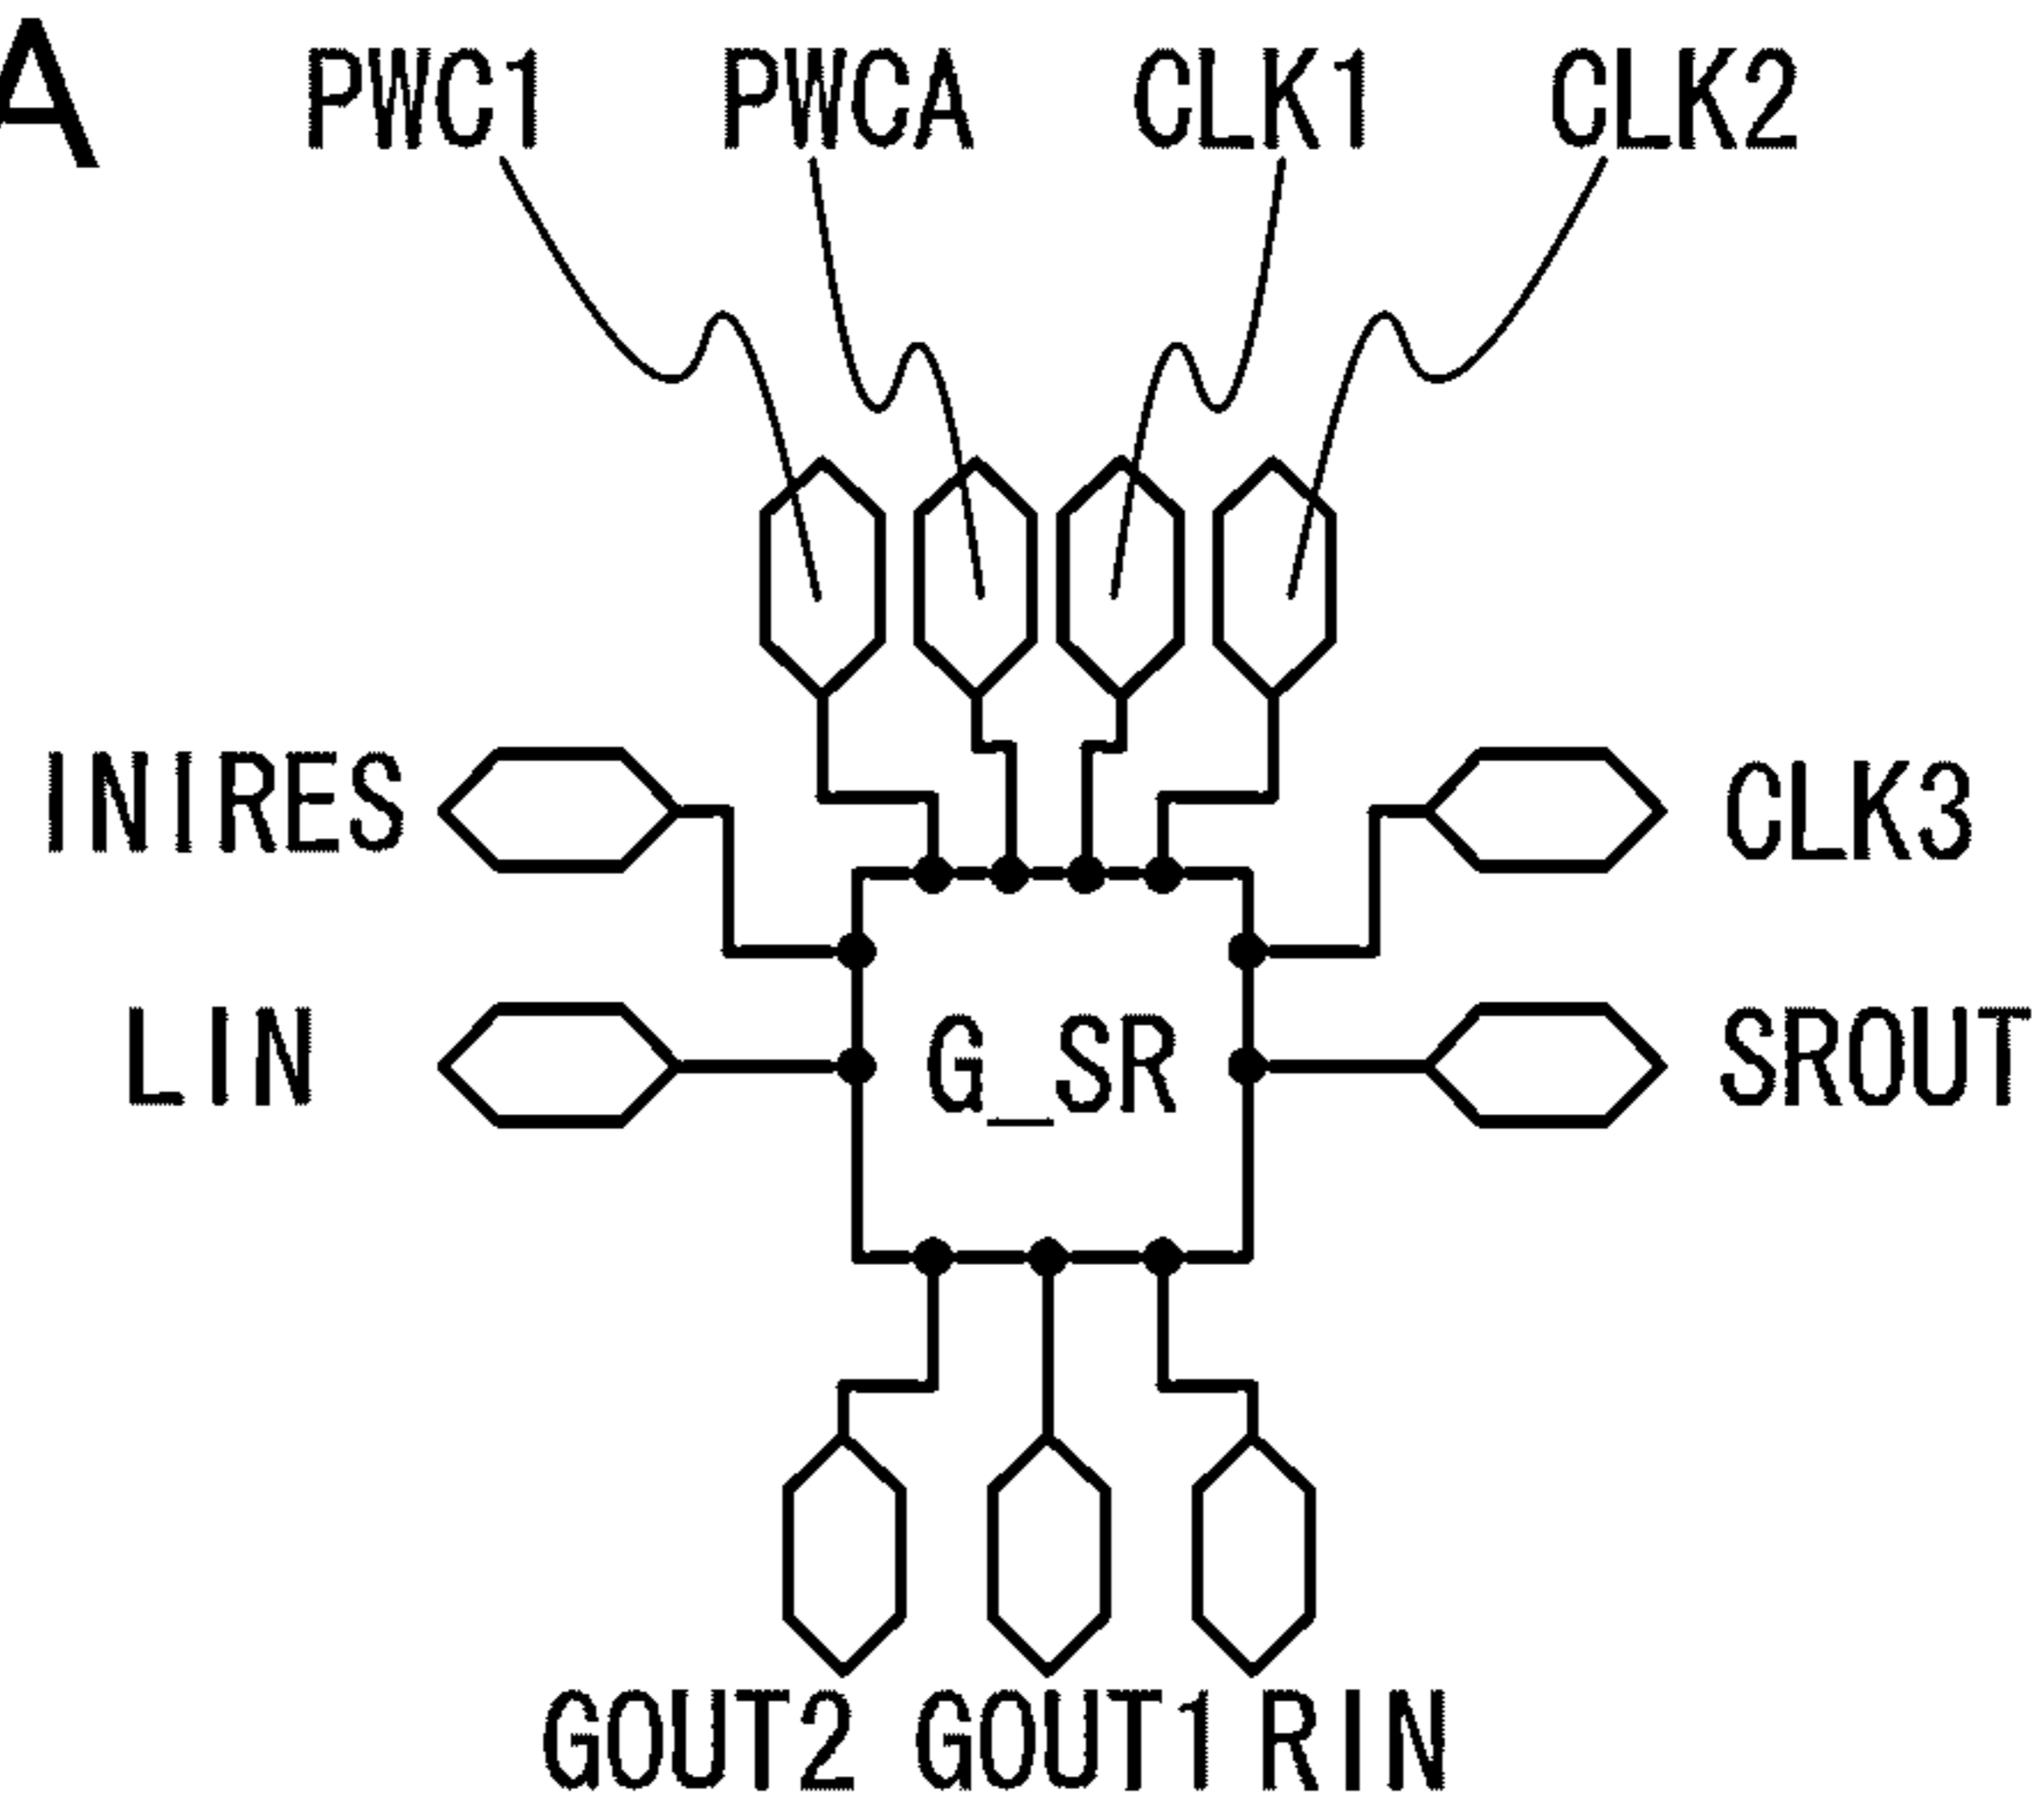 A
PWC1 PWCA CLK1 CLK2
INIRES
CLK3
LIN
G_SR
SROUT
GOUT2 GOUT1 RIN